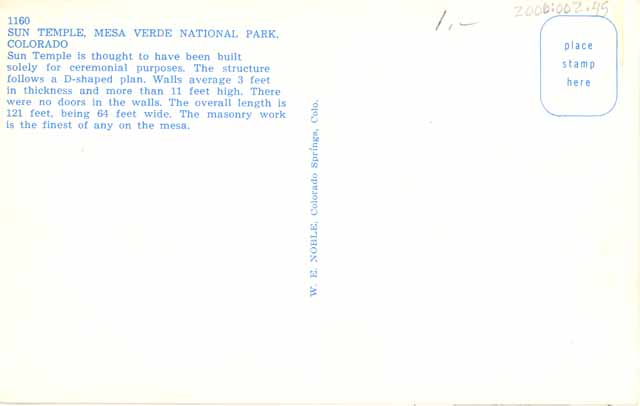 1160
SUN TEMPLE, MESA VERDE NATIONAL PARK,
COLORADO
Sun Temple is thought to have been built
solely for ceremonial purposes. The structure
follows a D-shaped plan. Walls average 3 feet
in thickness and more than 11 feet high. There
were no doors in the walls. The overall length is
121 feet, being 64 feet wide. The masonry work
is the finest of any on the mesa.
W. E. NOBLE, Colorado Springs, Colo.
1.-
2000:002.45
place
stamp
here